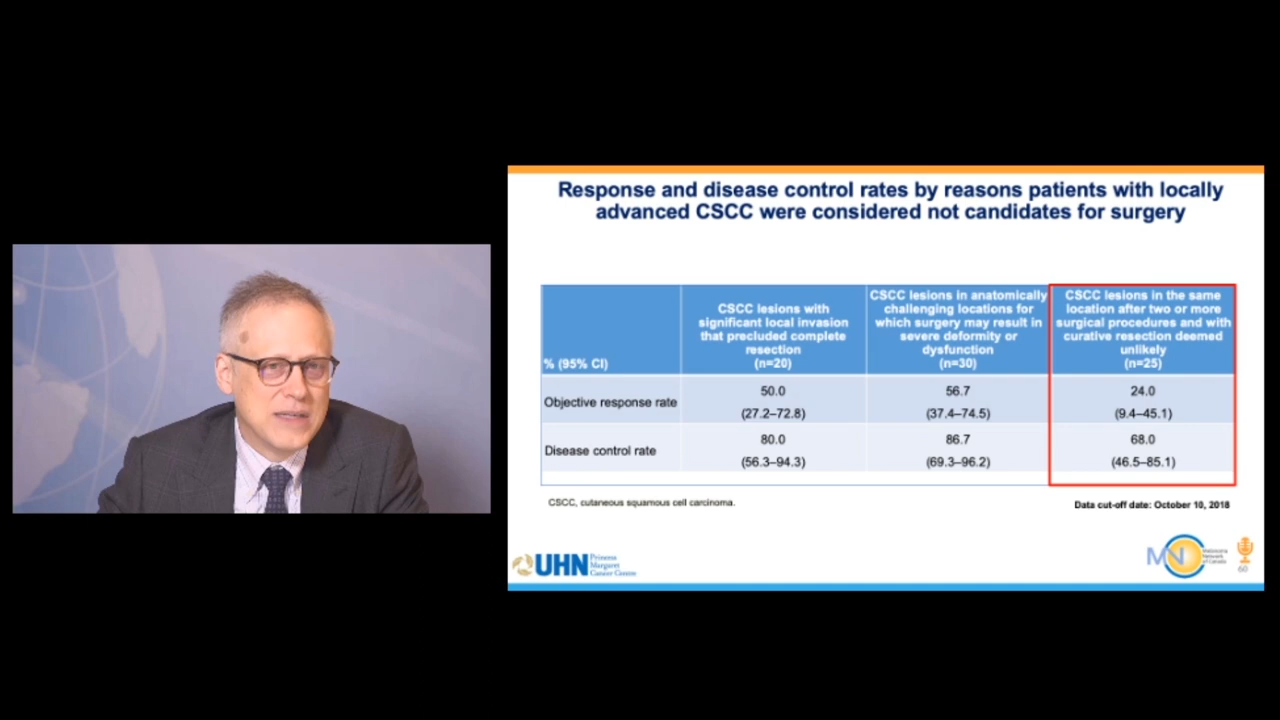 Response and disease control rates by reasons patients with locally
advanced CSCC were considered not candidates for surgery
% (95% CI)
CSCC lesions with
significant local invasion
that precluded complete
resection
(n=20)
CSCC lesions in anatomically
challenging locations for
which surgery may result in
severe deformity or
dysfunction
(n=30)
CSCC lesions in the same
location after two or more
surgical procedures and with
curative resection deemed
unlikely
(n=25)
Objective response rate
50.0
(27.2–72.8)
56.7
(37.4–74.5)
24.0
(9.4–45.1)
Disease control rate
80.0
(56.3–94.3)
86.7
(69.3–96.2)
68.0
(46.5–85.1)
CSCC, cutaneous squamous cell carcinoma.
Data cut-off date: October 10, 2018
UHN
Princess
Margaret
Cancer Centre
MNC
Melanoma
Network
of Canada
60